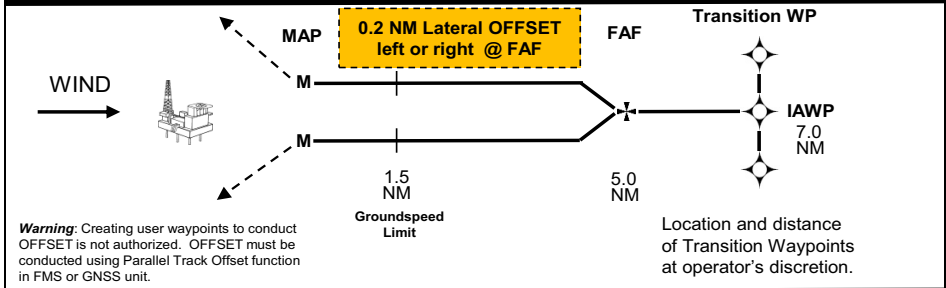 Transition WP
MAP
0.2 NM Lateral OFFSET
left or right @ FAF
FAF
WIND
M
IAWP
7.0
NM
M
1.5
NM
5.0
NM
Groundspeed
Limit
Warning: Creating user waypoints to conduct
OFFSET is not authorized. OFFSET must be
conducted using Parallel Track Offset function
in FMS or GNSS unit.
Location and distance
of Transition Waypoints
at operator's discretion.